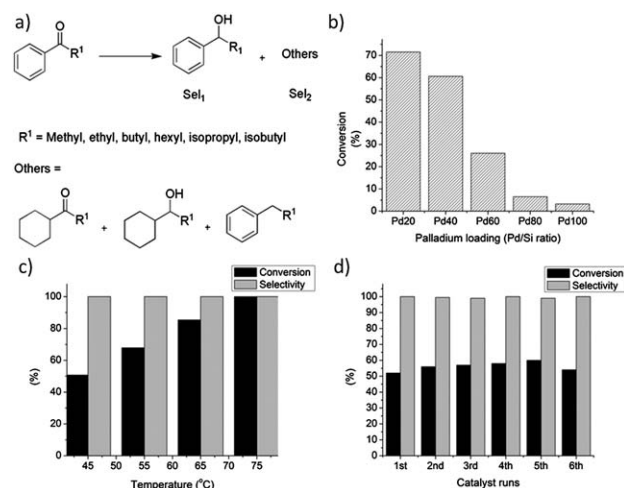 a)
O
R¹
OH
R₁
+
Others
Sel₁
Sel₂
R¹ = Methyl, ethyl, butyl, hexyl, isopropyl, isobutyl
Others =
O
R¹
+
OH
R¹
+
R¹
b)
Conversion
(%)
70
60
50
40
30
20
10
0
Pd20 Pd40 Pd60 Pd80 Pd100
Palladium loading (Pd/Si ratio)
c)
Conversion
Selectivity
(%)
100
80
60
40
20
0
45 50 55 60 65 70 75
Temperature (°C)
d)
Conversion
Selectivity
(%)
100
90
80
70
60
50
40
30
20
10
0
1st 2nd 3rd 4th 5th 6th
Catalyst runs